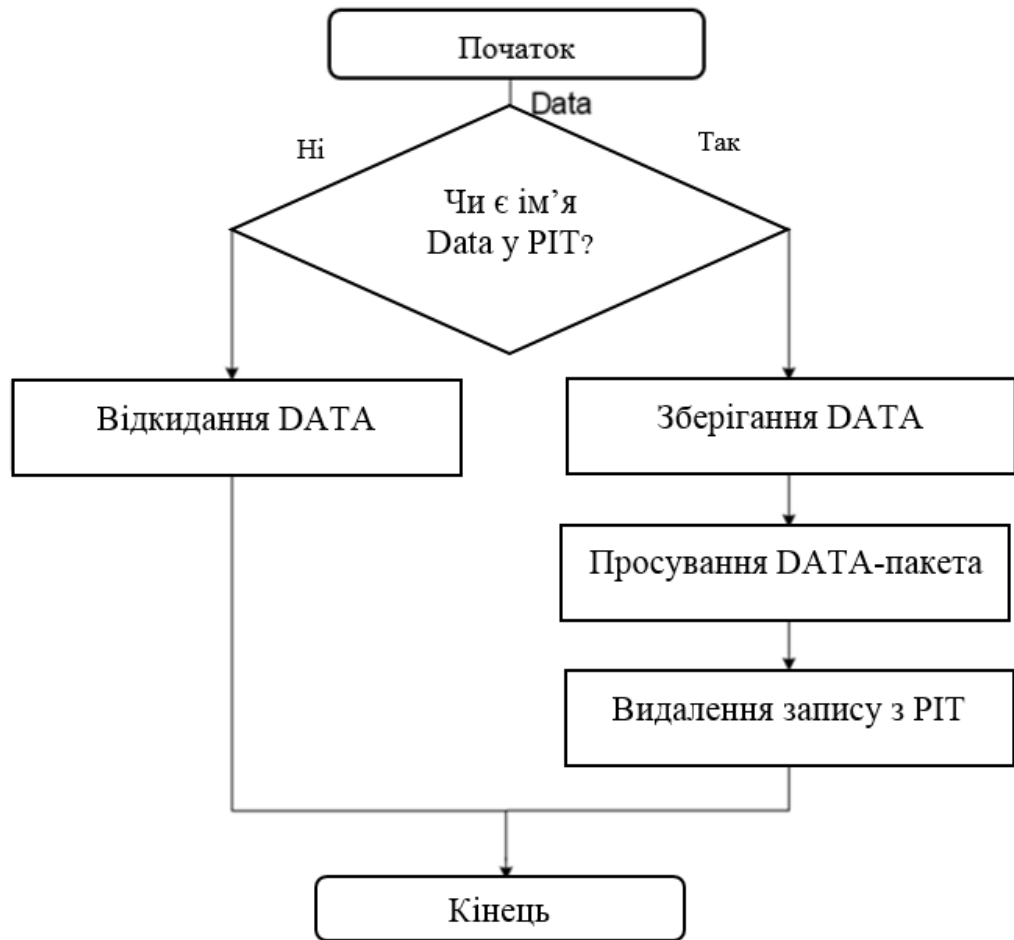 Початок
Data
Ні
Так
Чи є ім’я
Data у PIT?
Відкидання DATA
Зберігання DATA
Просування DATA-пакета
Видалення запису з PIT
Кінець